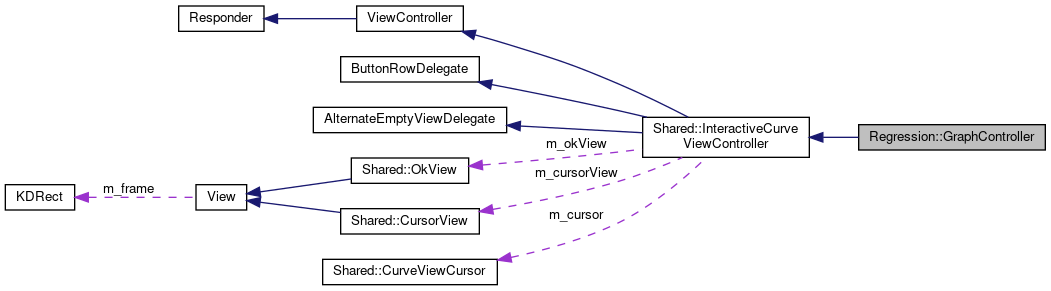 Responder
ViewController
ButtonRowDelegate
AlternateEmptyViewDelegate
Shared::InteractiveCurve
ViewController
Regression::GraphController
m_okView
Shared::OkView
m_cursorView
KDRect
m_frame
View
Shared::CursorView
m_cursor
Shared::CurveViewCursor